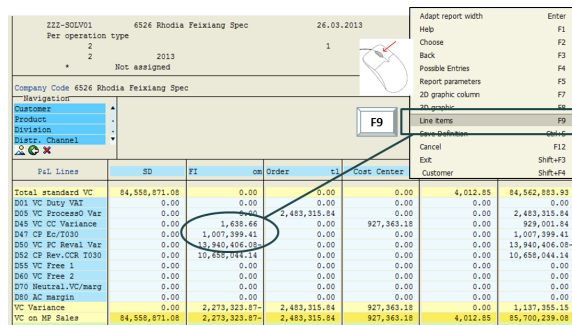 ZZZ-SOLV01 6526 Rhodia Feixiang Spec 26.03.2013
Per operation type
2 1
2 2013
* Not assigned
Company Code 6526 Rhodia Feixiang Spec
Navigation
Customer
Product
Division
Distr. Channel
Adapt report width Enter
Help F1
Choose F2
Back F3
Possible Entries F4
Report parameters F5
2D graphic column F7
3D graphic F8
Line items F9
Save Definition Ctrl+S
Cancel F12
Exit Shift+F3
Customer Shift+F4
F9
P&L Lines SD FI om Order tl Cost Center
Total standard VC 84,558,871.08 0.00 0.00 0.00 4,012.85 84,562,883.93
D01 VC Duty VAT 0.00 0.00 0.00 0.00 0.00 0.00
D05 VC ProcessO Var 0.00 0.00 2,483,315.84 0.00 0.00 2,483,315.84
D45 VC CC Variance 0.00 1,638.66 0.00 927,363.18 0.00 929,001.84
D47 CP Ec/T030 0.00 1,007,399.41 0.00 0.00 0.00 1,007,399.41
D50 VC PC Reval Var 0.00 13,940,406.08- 0.00 0.00 0.00 13,940,406.08-
D52 CP Rev.CCR T030 0.00 10,658,044.14 0.00 0.00 0.00 10,658,044.14
D55 VC Free 1 0.00 0.00 0.00 0.00 0.00 0.00
D60 VC Free 2 0.00 0.00 0.00 0.00 0.00 0.00
D70 Neutral.VC/marg 0.00 0.00 0.00 0.00 0.00 0.00
D80 AC margin 0.00 0.00 0.00 0.00 0.00 0.00
VC Variance 0.00 2,273,323.87- 2,483,315.84 927,363.18 0.00 1,137,355.15
VC on MP Sales 84,558,871.08 2,273,323.87- 2,483,315.84 927,363.18 4,012.85 85,700,239.08